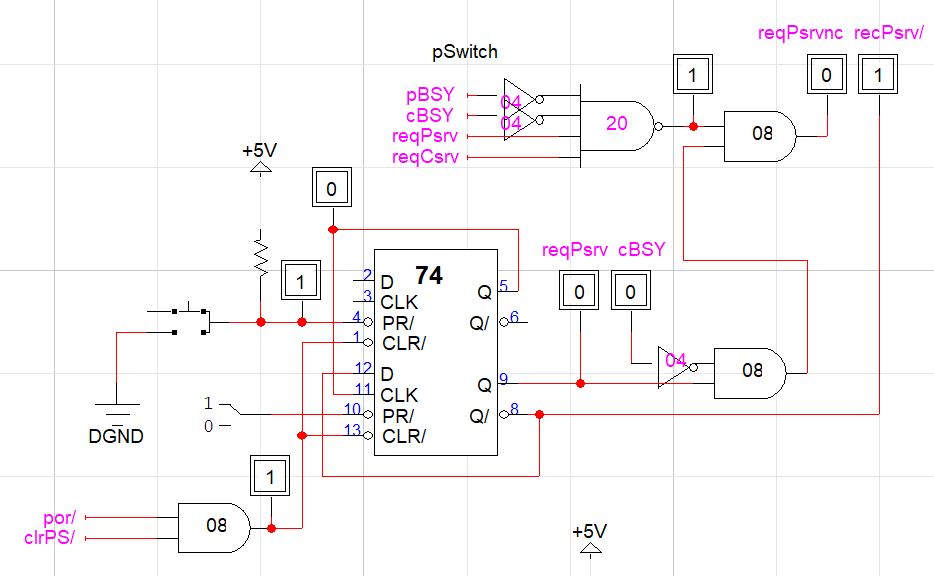 reqPsrvnc recPsrv/
pSwitch
1
0
1
pBSY
cBSY
reqPsrv
reqCsrv
04
04
20
08
+5V
0
reqPsrv cBSY
1
0
0
74
2 D
3 CLK
4 PR/
1 CLR/
12 D
11 CLK
10 PR/
13 CLR/
Q 5
Q/ 6
Q 9
Q/ 8
04
08
DGND
1
0
1
por/
clrPS/
08
+5V